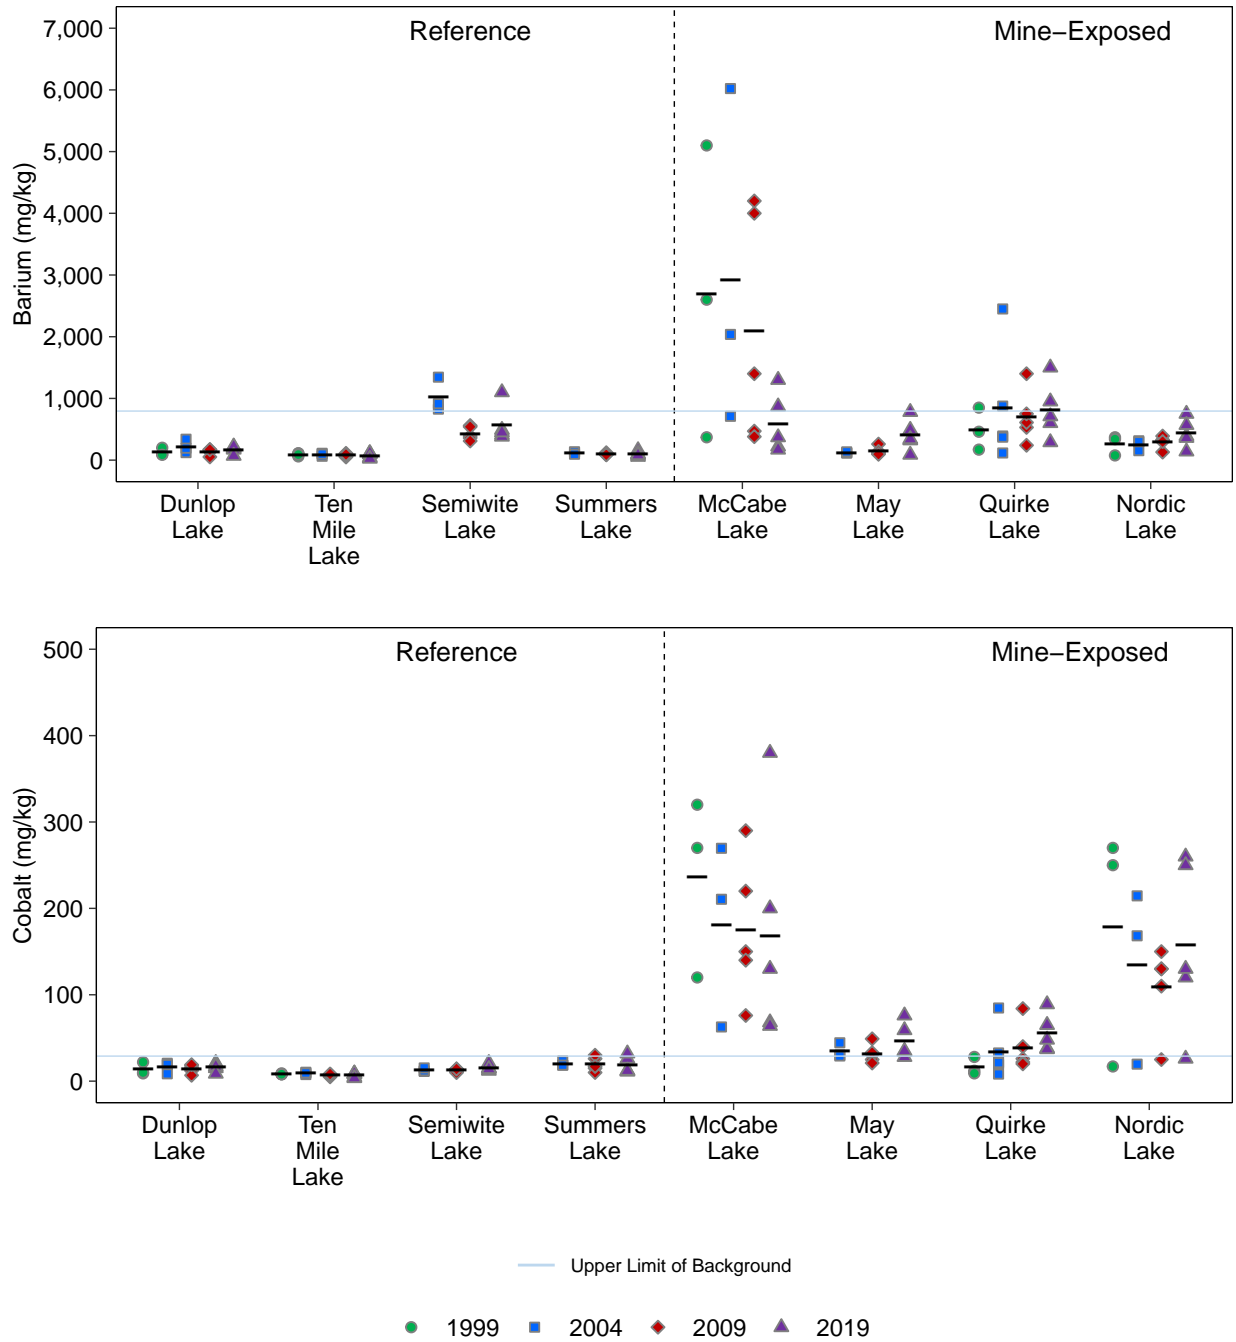 Reference
Mine−Exposed
7,000
6,000
5,000
4,000
3,000
2,000
1,000
0
Barium (mg/kg)
Dunlop Lake
Ten Mile Lake
Semiwite Lake
Summers Lake
McCabe Lake
May Lake
Quirke Lake
Nordic Lake
Reference
Mine−Exposed
500
400
300
200
100
0
Cobalt (mg/kg)
Dunlop Lake
Ten Mile Lake
Semiwite Lake
Summers Lake
McCabe Lake
May Lake
Quirke Lake
Nordic Lake
Upper Limit of Background
1999 2004 2009 2019